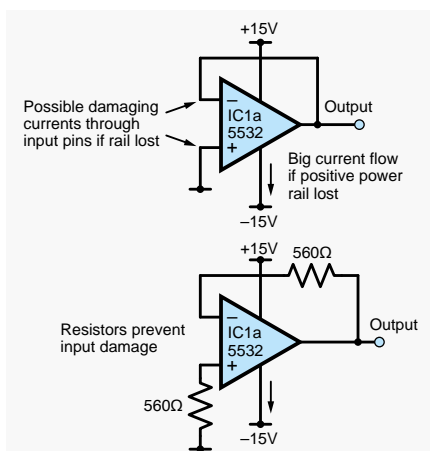 +15V
Possible damaging
currents through
input pins if rail lost
–
IC1a
5532
+
Output
Big current flow
if positive power
rail lost
–15V
+15V
560Ω
Resistors prevent
input damage
–
IC1a
5532
+
Output
560Ω
–15V